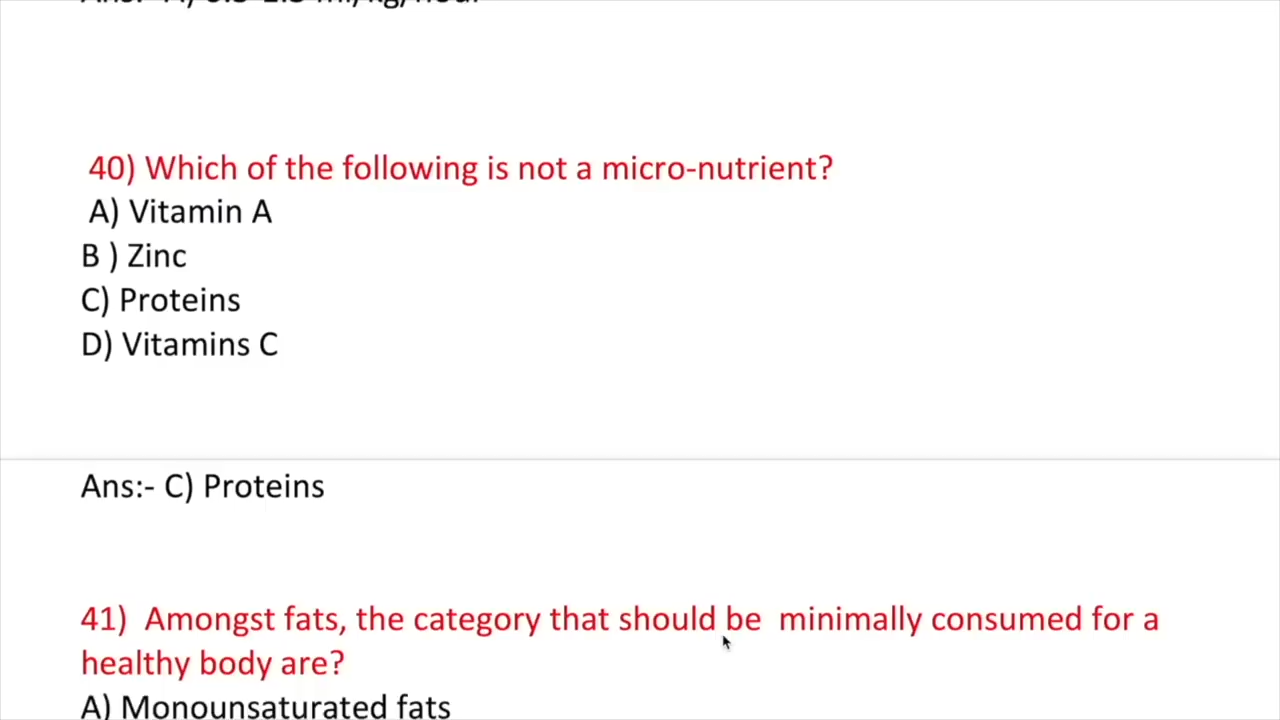 40) Which of the following is not a micro-nutrient?
A) Vitamin A
B ) Zinc
C) Proteins
D) Vitamins C
Ans:- C) Proteins
41) Amongst fats, the category that should be minimally consumed for a
healthy body are?
A) Monounsaturated fats